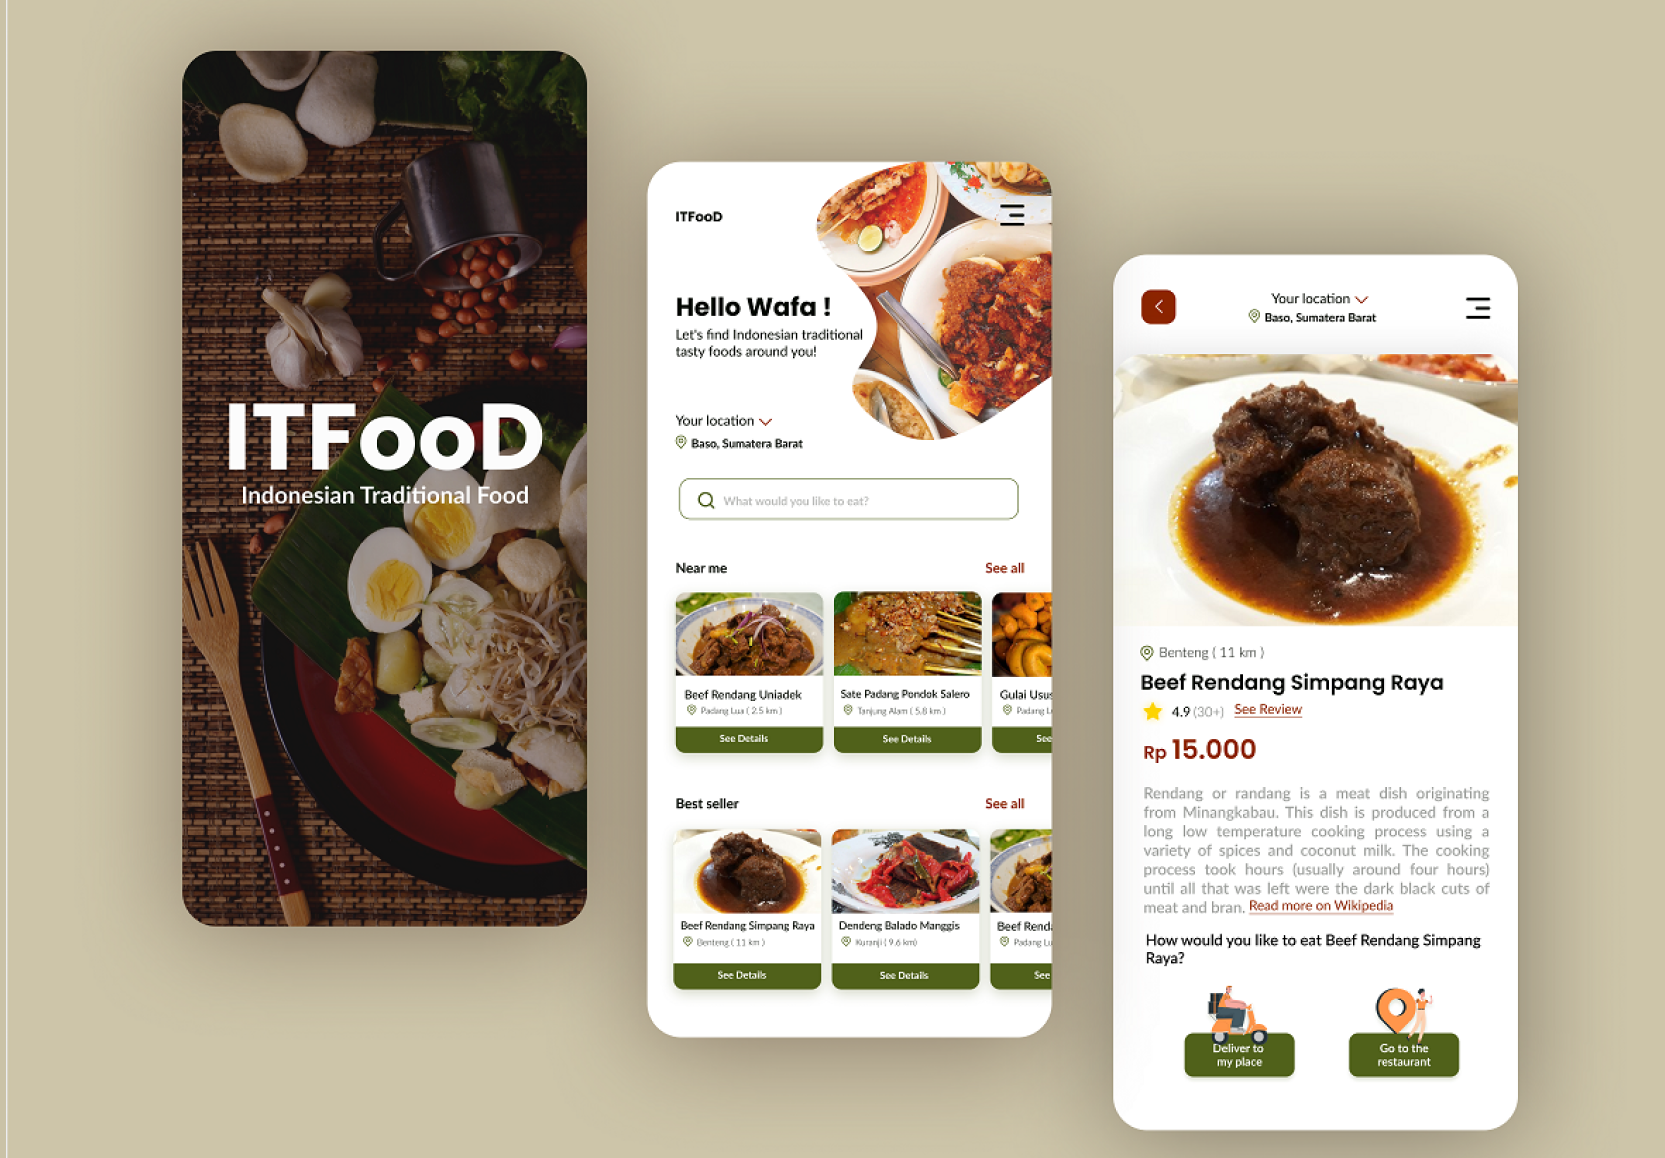 ITFooD
Indonesian Traditional Food
ITFooD
Hello Wafa !
Let's find Indonesian traditional
tasty foods around you!
Your location
Baso, Sumatera Barat
What would you like to eat?
Near me
See all
Beef Rendang Uniadek
Padang Lua ( 2.5 km )
See Details
Sate Padang Pondok Salero
Tanjung Alam ( 5,8 km )
See Details
Gulai Usus
Padang L
See
Best seller
See all
Beef Rendang Simpang Raya
Benteng ( 11 km )
See Details
Dendeng Balado Manggis
Kuranji ( 9,6 km)
See Details
Beef Renda
Padang Lu
See
Your location
Baso, Sumatera Barat
Benteng ( 11 km )
Beef Rendang Simpang Raya
4.9 (30+) See Review
Rp 15.000
Rendang or randang is a meat dish originating
from Minangkabau. This dish is produced from a
long low temperature cooking process using a
variety of spices and coconut milk. The cooking
process took hours (usually around four hours)
until all that was left were the dark black cuts of
meat and bran. Read more on Wikipedia
How would you like to eat Beef Rendang Simpang
Raya?
Deliver to
my place
Go to the
restaurant